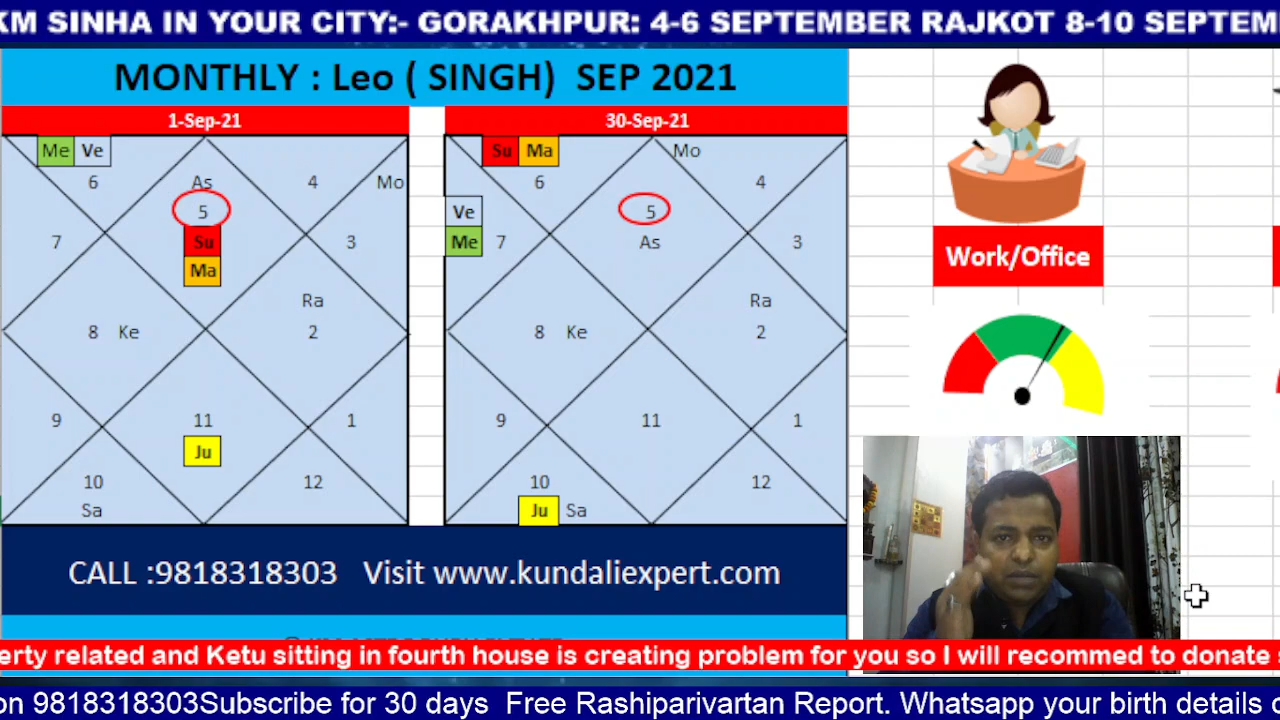 KM SINHA IN YOUR CITY:- GORAKHPUR: 4-6 SEPTEMBER RAJKOT 8-10 SEPTEM
MONTHLY : Leo ( SINGH) SEP 2021
1-Sep-21
Me Ve
6
As
4
Mo
5
7
Su
3
Ma
Ra
8 Ke
2
9
11
1
Ju
10
12
Sa
30-Sep-21
Su Ma
Mo
6
4
Ve
5
Me 7
As
3
Ra
8 Ke
2
9
11
1
10
12
Ju Sa
Work/Office
CALL :9818318303 Visit www.kundaliexpert.com
erty related and Ketu sitting in fourth house is creating problem for you so I will recommed to donate
on 9818318303Subscribe for 30 days Free Rashiparivartan Report. Whatsapp your birth details